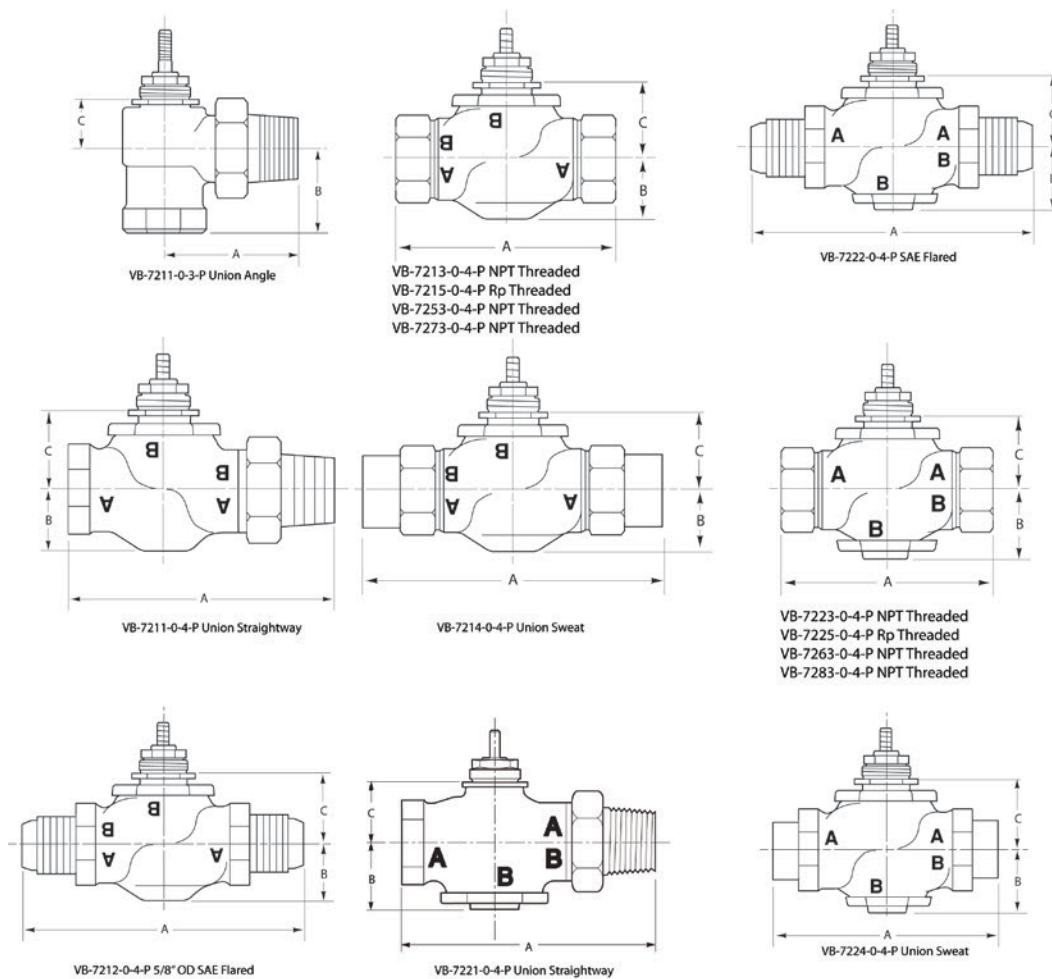 C
B
A
VB-7211-0-3-P Union Angle
B
B
A
A
C
B
A
VB-7213-0-4-P NPT Threaded
VB-7215-0-4-P Rp Threaded
VB-7253-0-4-P NPT Threaded
VB-7273-0-4-P NPT Threaded
A
A
B
B
C
B
A
VB-7222-0-4-P SAE Flared
C
B
B
B
A
A
A
VB-7211-0-4-P Union Straightway
B
B
A
A
C
B
A
VB-7214-0-4-P Union Sweat
A
A
B
B
C
B
A
VB-7223-0-4-P NPT Threaded
VB-7225-0-4-P Rp Threaded
VB-7263-0-4-P NPT Threaded
VB-7283-0-4-P NPT Threaded
B
B
A
A
C
B
A
VB-7212-0-4-P 5/8" OD SAE Flared
C
B
A
A
B
B
A
VB-7221-0-4-P Union Straightway
A
A
B
B
C
B
A
VB-7224-0-4-P Union Sweat